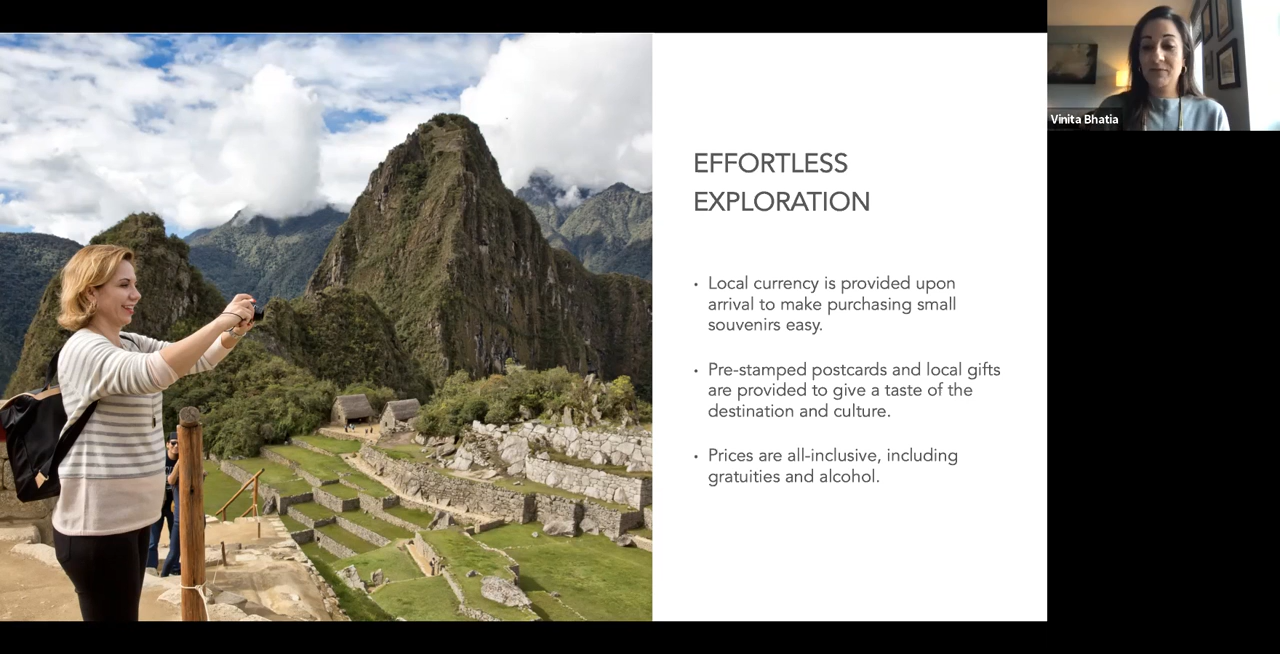 Vinita Bhatia
EFFORTLESS
EXPLORATION
• Local currency is provided upon
arrival to make purchasing small
souvenirs easy.
• Pre-stamped postcards and local gifts
are provided to give a taste of the
destination and culture.
• Prices are all-inclusive, including
gratuities and alcohol.